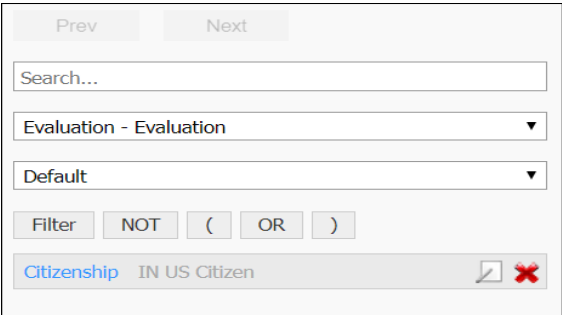 Prev Next
Search...
Evaluation - Evaluation
Default
Filter NOT ( OR )
Citizenship IN US Citizen